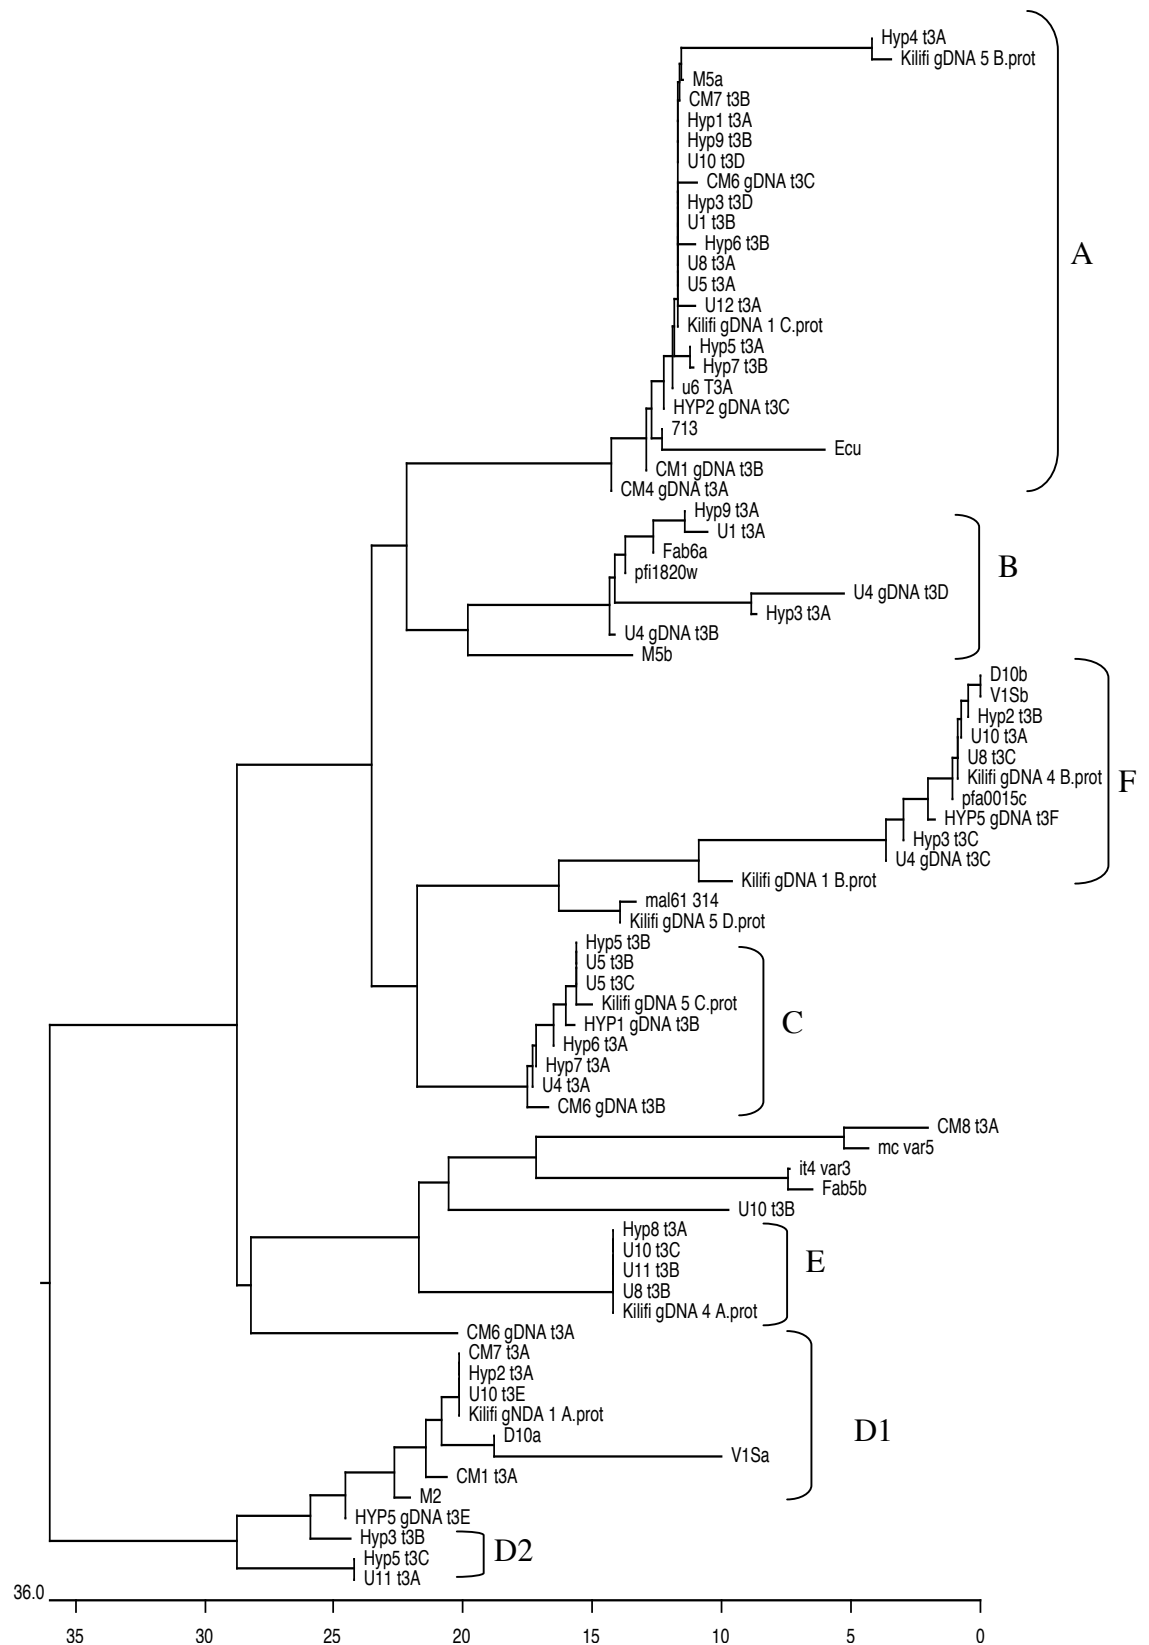 Hyp4 t3A
Kilifi gDNA 5 B.prot
M5a
CM7 t3B
Hyp1 t3A
Hyp9 t3B
U10 t3D
CM6 gDNA t3C
Hyp3 t3D
U1 t3B
Hyp6 t3B
A
U8 t3A
U5 t3A
U12 t3A
Kilifi gDNA 1 C.prot
Hyp5 t3A
Hyp7 t3B
u6 T3A
HYP2 gDNA t3C
713
Ecu
CM1 gDNA t3B
CM4 gDNA t3A
Hyp9 t3A
U1 t3A
Fab6a
B
pfi1820w
U4 gDNA t3D
Hyp3 t3A
U4 gDNA t3B
M5b
D10b
V1Sb
Hyp2 t3B
U10 t3A
U8 t3C
Kilifi gDNA 4 B.prot
F
pfa0015c
HYP5 gDNA t3F
Hyp3 t3C
U4 gDNA t3C
Kilifi gDNA 1 B.prot
mal61 314
Kilifi gDNA 5 D.prot
Hyp5 t3B
U5 t3B
U5 t3C
Kilifi gDNA 5 C.prot
HYP1 gDNA t3B
C
Hyp6 t3A
Hyp7 t3A
U4 t3A
CM6 gDNA t3B
CM8 t3A
mc var5
it4 var3
Fab5b
U10 t3B
Hyp8 t3A
U10 t3C
E
U11 t3B
U8 t3B
Kilifi gDNA 4 A.prot
CM6 gDNA t3A
CM7 t3A
Hyp2 t3A
U10 t3E
Kilifi gNDA 1 A.prot
D1
D10a
V1Sa
CM1 t3A
M2
HYP5 gDNA t3E
Hyp3 t3B
D2
Hyp5 t3C
U11 t3A
36.0
35 30 25 20 15 10 5 0